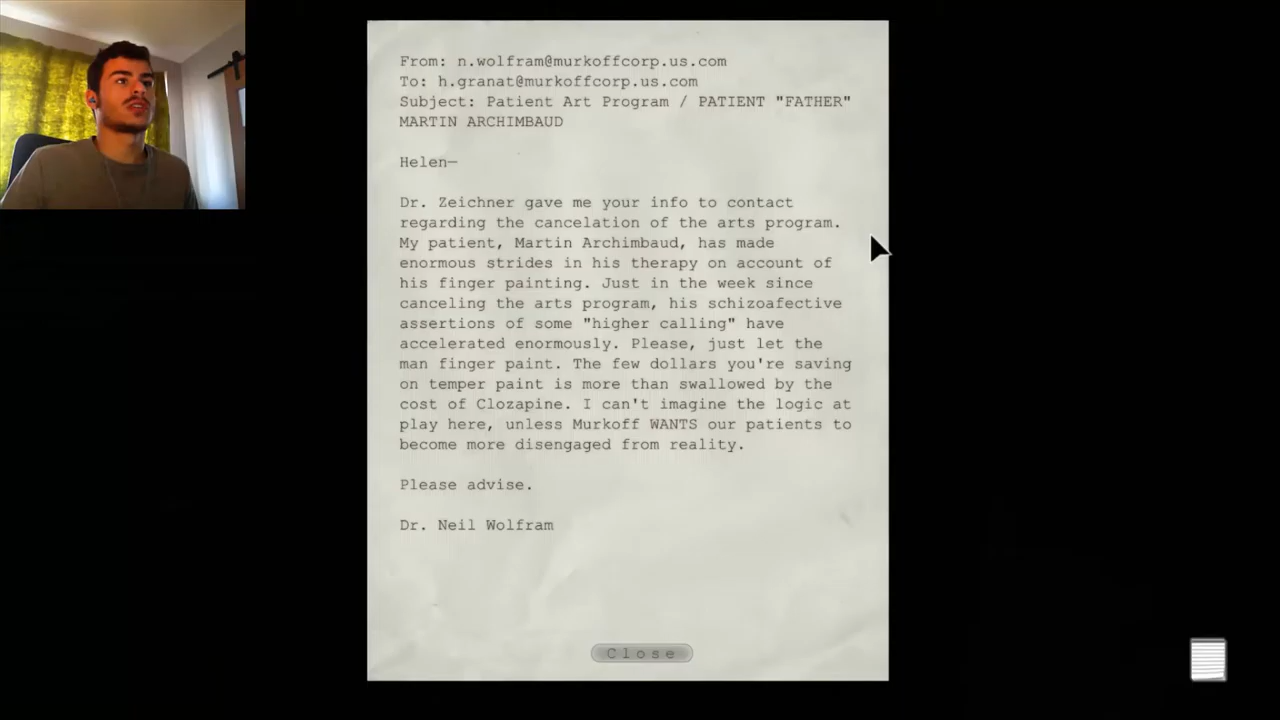 From: n.wolfram@murkoffcorp.us.com
To: h.granat@murkoffcorp.us.com
Subject: Patient Art Program / PATIENT "FATHER"
MARTIN ARCHIMBAUD
Helen—
Dr. Zeichner gave me your info to contact
regarding the cancelation of the arts program.
My patient, Martin Archimbaud, has made
enormous strides in his therapy on account of
his finger painting. Just in the week since
canceling the arts program, his schizoafective
assertions of some "higher calling" have
accelerated enormously. Please, just let the
man finger paint. The few dollars you're saving
on temper paint is more than swallowed by the
cost of Clozapine. I can't imagine the logic at
play here, unless Murkoff WANTS our patients to
become more disengaged from reality.
Please advise.
Dr. Neil Wolfram
Close